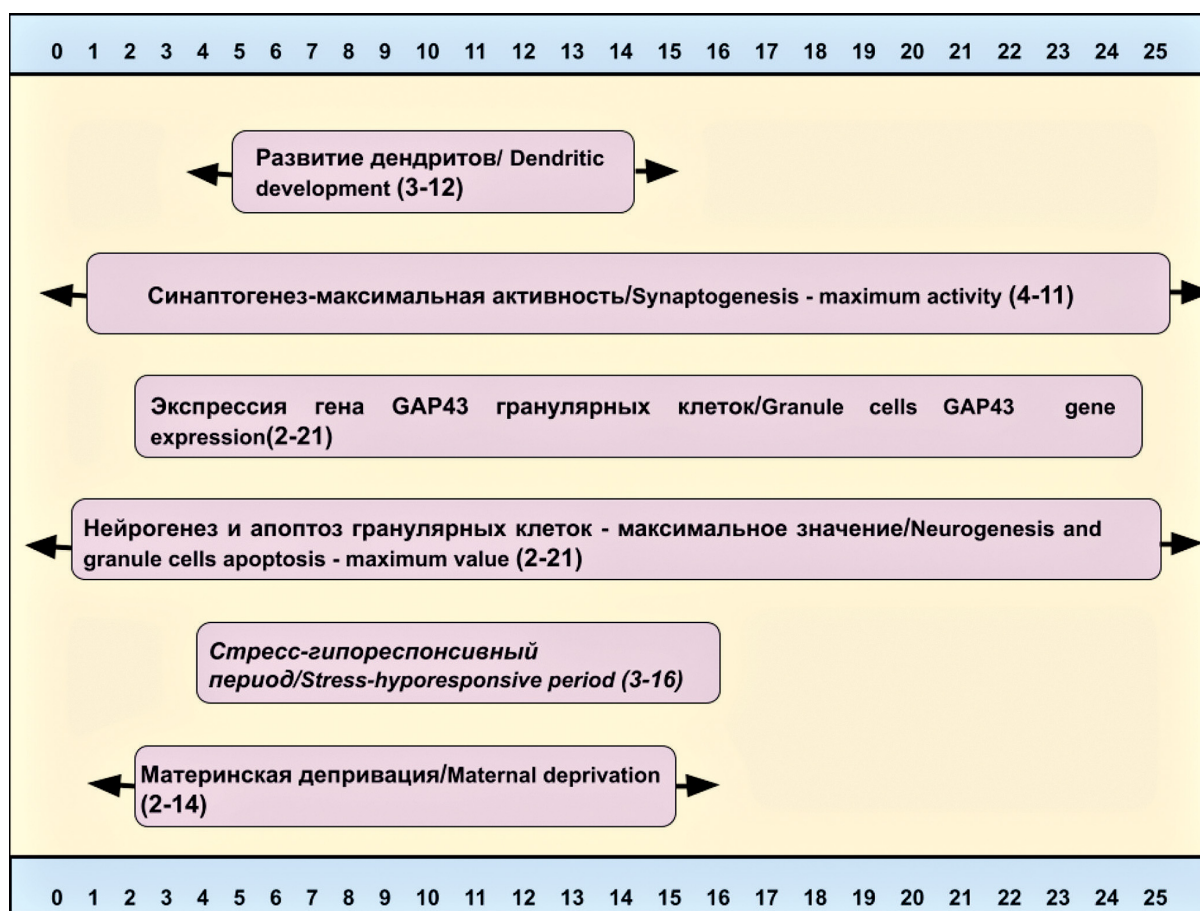 0 1 2 3 4 5 6 7 8 9 10 11 12 13 14 15 16 17 18 19 20 21 22 23 24 25
Развитие дендритов/ Dendritic
development (3-12)
Синаптогенез-максимальная активность/Synaptogenesis - maximum activity (4-11)
Экспрессия гена GAP43 гранулярных клеток/Granule cells GAP43 gene
expression(2-21)
Нейрогенез и апоптоз гранулярных клеток - максимальное значение/Neurogenesis and
granule cells apoptosis - maximum value (2-21)
Стресс-гипореспонсивный
период/Stress-hyporesponsive period (3-16)
Материнская депривация/Maternal deprivation
(2-14)
0 1 2 3 4 5 6 7 8 9 10 11 12 13 14 15 16 17 18 19 20 21 22 23 24 25